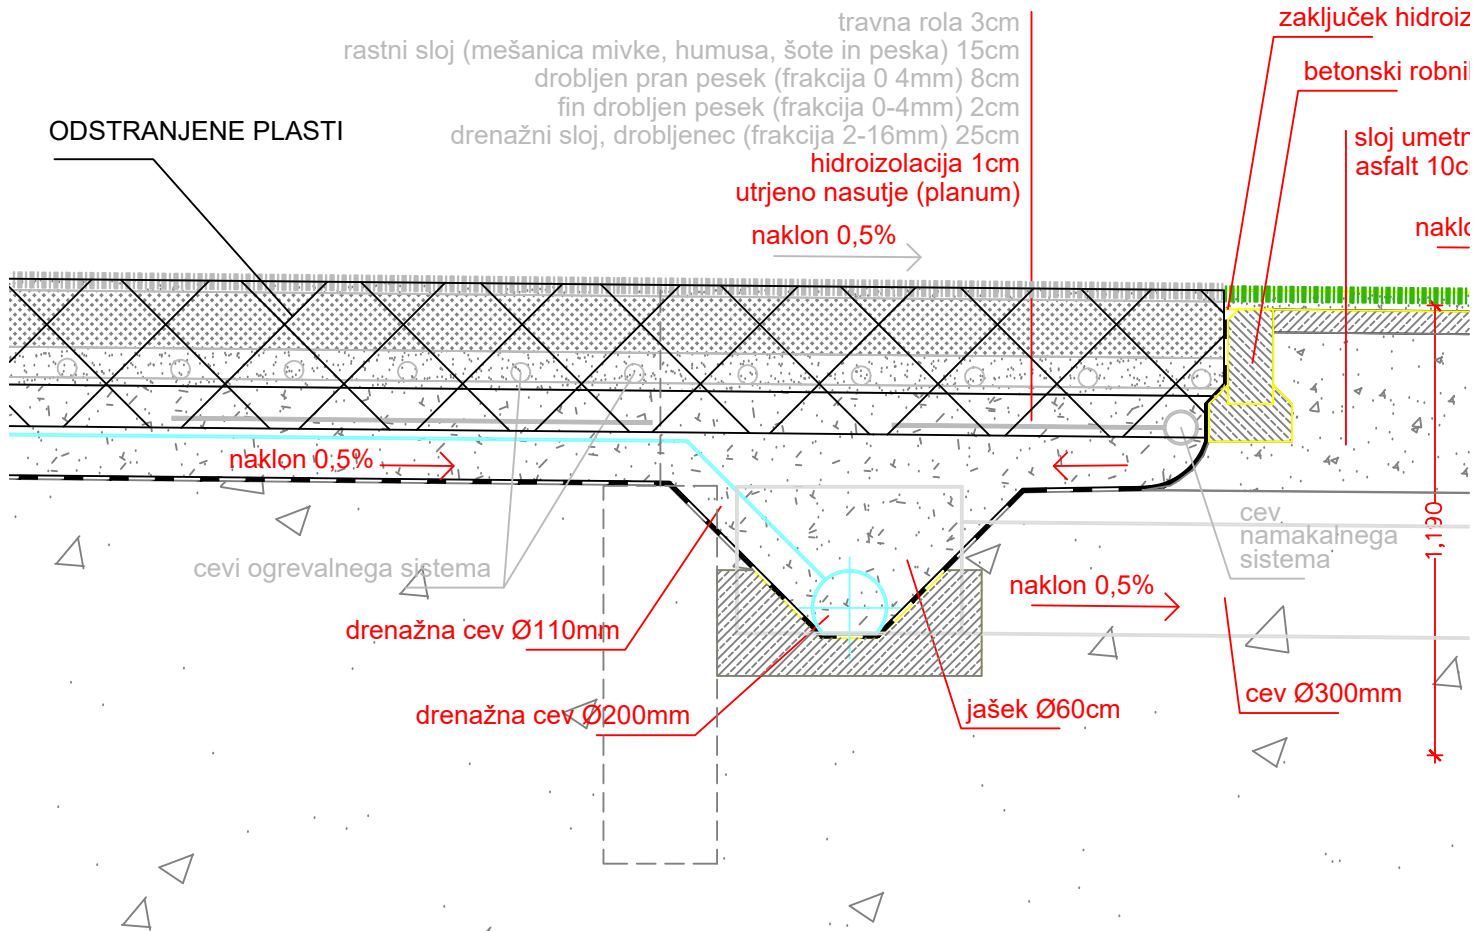 travna rola 3cm
rastni sloj (mešanica mivke, humusa, šote in peska) 15cm
drobljen pran pesek (frakcija 0 4mm) 8cm
fin drobljen pesek (frakcija 0-4mm) 2cm
drenažni sloj, drobljenec (frakcija 2-16mm) 25cm
hidroizolacija 1cm
utrjeno nasutje (planum)
naklon 0,5%
ODSTRANJENE PLASTI
zaključek hidroiz
betonski robnil
sloj umetn
asfalt 10c
naklo
naklon 0,5%
cevi ogrevalnega sistema
cev
namakalnega
sistema
1,190
naklon 0,5%
drenažna cev Ø110mm
drenažna cev Ø200mm
jašek Ø60cm
cev Ø300mm